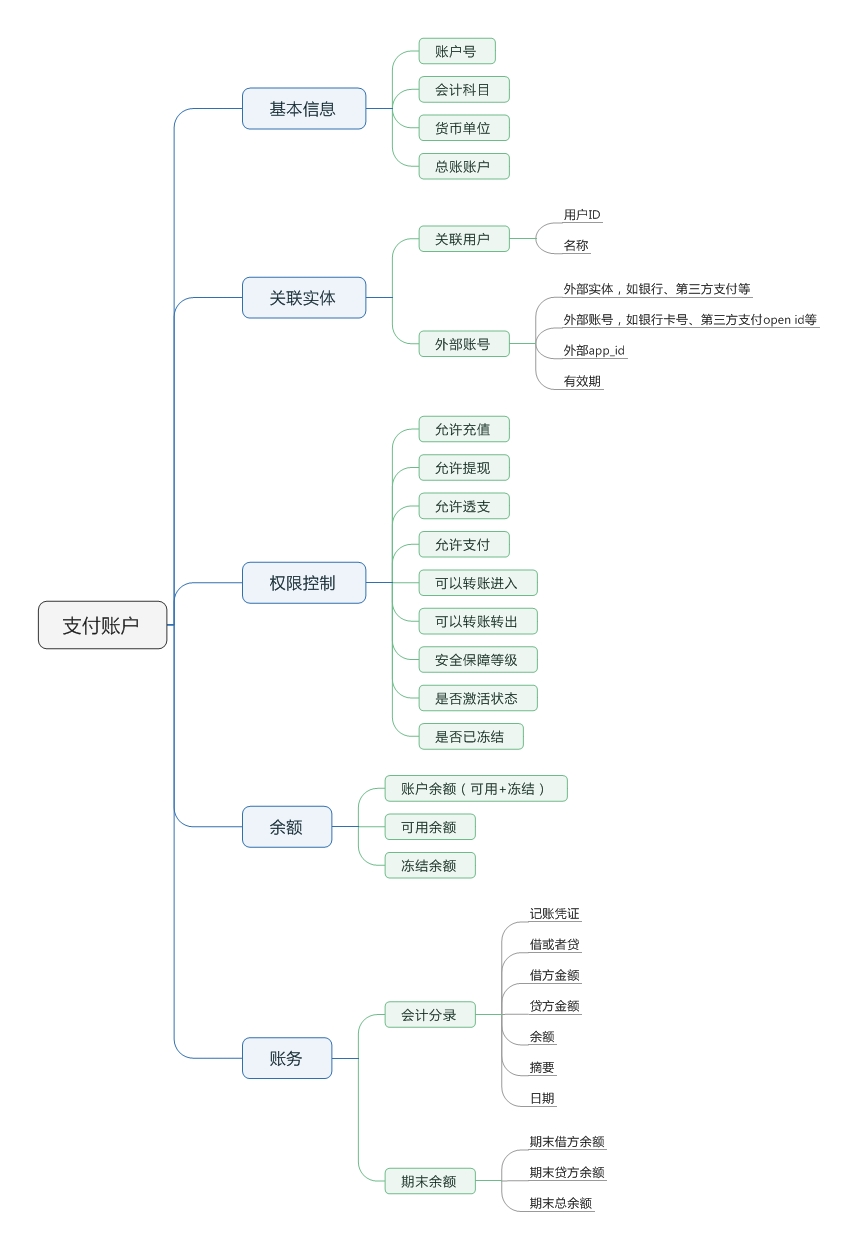 支付账户
基本信息
账户号
会计科目
货币单位
总账账户
关联实体
关联用户
用户ID
名称
外部账号
外部实体，如银行、第三方支付等
外部账号，如银行卡号、第三方支付open id等
外部app_id
有效期
权限控制
允许充值
允许提现
允许透支
允许支付
可以转账进入
可以转账转出
安全保障等级
是否激活状态
是否已冻结
余额
账户余额（可用+冻结）
可用余额
冻结余额
账务
会计分录
记账凭证
借或者贷
借方金额
贷方金额
余额
摘要
日期
期末余额
期末借方余额
期末贷方余额
期末总余额